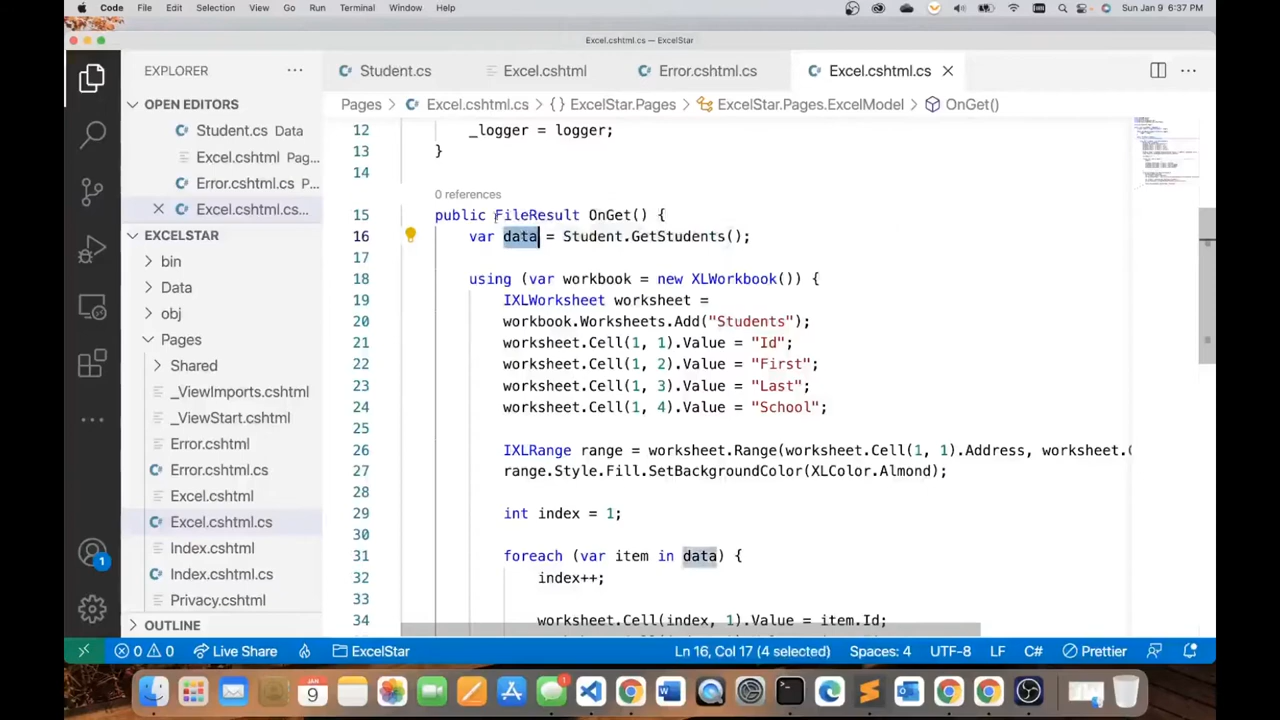 Code File Edit Selection View Go Run Terminal Window Help Sun Jan 9 6:37 PM
Excel.cshtml.cs — ExcelStar
EXPLORER ···
Student.cs Excel.cshtml Error.cshtml.cs Excel.cshtml.cs
OPEN EDITORS
Student.cs Data
Excel.cshtml Pag...
Error.cshtml.cs P...
Excel.cshtml.cs...
EXCELSTAR
bin
Data
obj
Pages
Shared
_ViewImports.cshtml
_ViewStart.cshtml
Error.cshtml
Error.cshtml.cs
Excel.cshtml
Excel.cshtml.cs
Index.cshtml
Index.cshtml.cs
Privacy.cshtml
OUTLINE
Pages > Excel.cshtml.cs > {} ExcelStar.Pages > ExcelStar.Pages.ExcelModel > OnGet()
12 _logger = logger;
13 }
14
0 references
15 public FileResult OnGet() {
16 var data = Student.GetStudents();
17
18 using (var workbook = new XLWorkbook()) {
19 IXLWorksheet worksheet =
20 workbook.Worksheets.Add("Students");
21 worksheet.Cell(1, 1).Value = "Id";
22 worksheet.Cell(1, 2).Value = "First";
23 worksheet.Cell(1, 3).Value = "Last";
24 worksheet.Cell(1, 4).Value = "School";
25
26 IXLRange range = worksheet.Range(worksheet.Cell(1, 1).Address, worksheet.
27 range.Style.Fill.SetBackgroundColor(XLColor.Almond);
28
29 int index = 1;
30
31 foreach (var item in data) {
32 index++;
33
34 worksheet.Cell(index, 1).Value = item.Id;
0 0 Live Share ExcelStar Ln 16, Col 17 (4 selected) Spaces: 4 UTF-8 LF C# Prettier